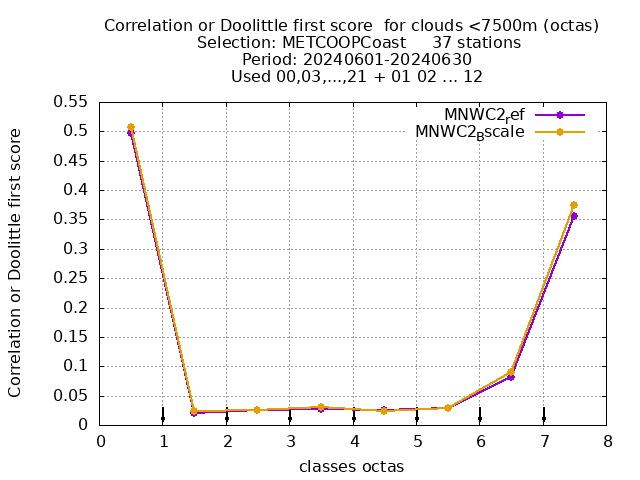 Correlation or Doolittle first score  for clouds <7500m (octas)
Selection: METCOOPCoast     37 stations
Period: 20240601-20240630
Used 00,03,...,21 + 01 02 ... 12
MNWC2ref
MNWC2Bscale
Correlation or Doolittle first score
0.55
0.5
0.45
0.4
0.35
0.3
0.25
0.2
0.15
0.1
0.05
0
0 1 2 3 4 5 6 7 8
classes octas